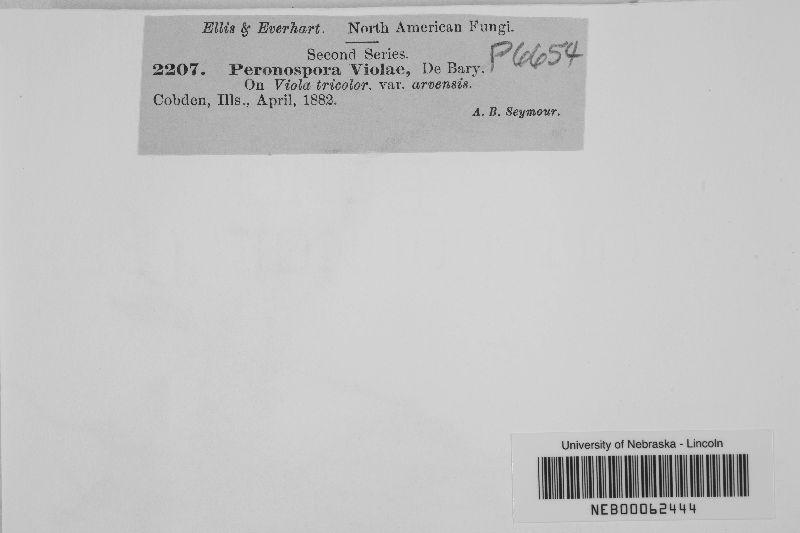 Ellis & Everhart. North American Fungi.
Second Series.
P6654
2207. Peronospora Violae, De Bary.
On Viola tricolor. var. arvensis.
Cobden, Ills., April, 1882.
A. B. Seymour.
University of Nebraska - Lincoln
NEB00062444